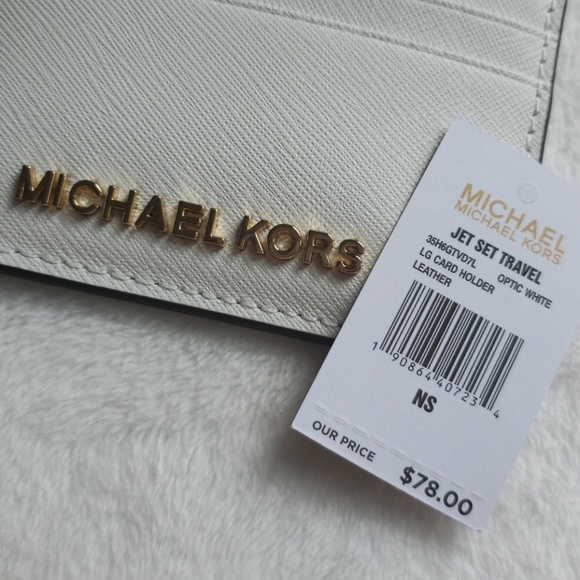 MICHAEL KORS
MICHAEL
MICHAEL KORS
JET SET TRAVEL
35H6GTVD7L OPTIC WHITE
LG CARD HOLDER
LEATHER
1 90864 40723 4
NS
OUR PRICE
$78.00